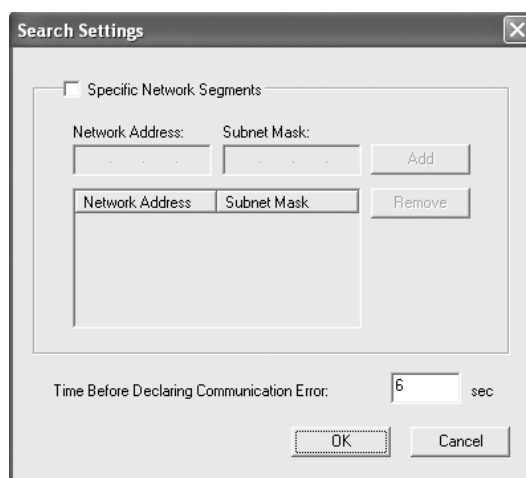 Search Settings
Specific Network Segments
Network Address: Subnet Mask:
Add
Network Address Subnet Mask
Remove
Time Before Declaring Communication Error: 6 sec
OK Cancel